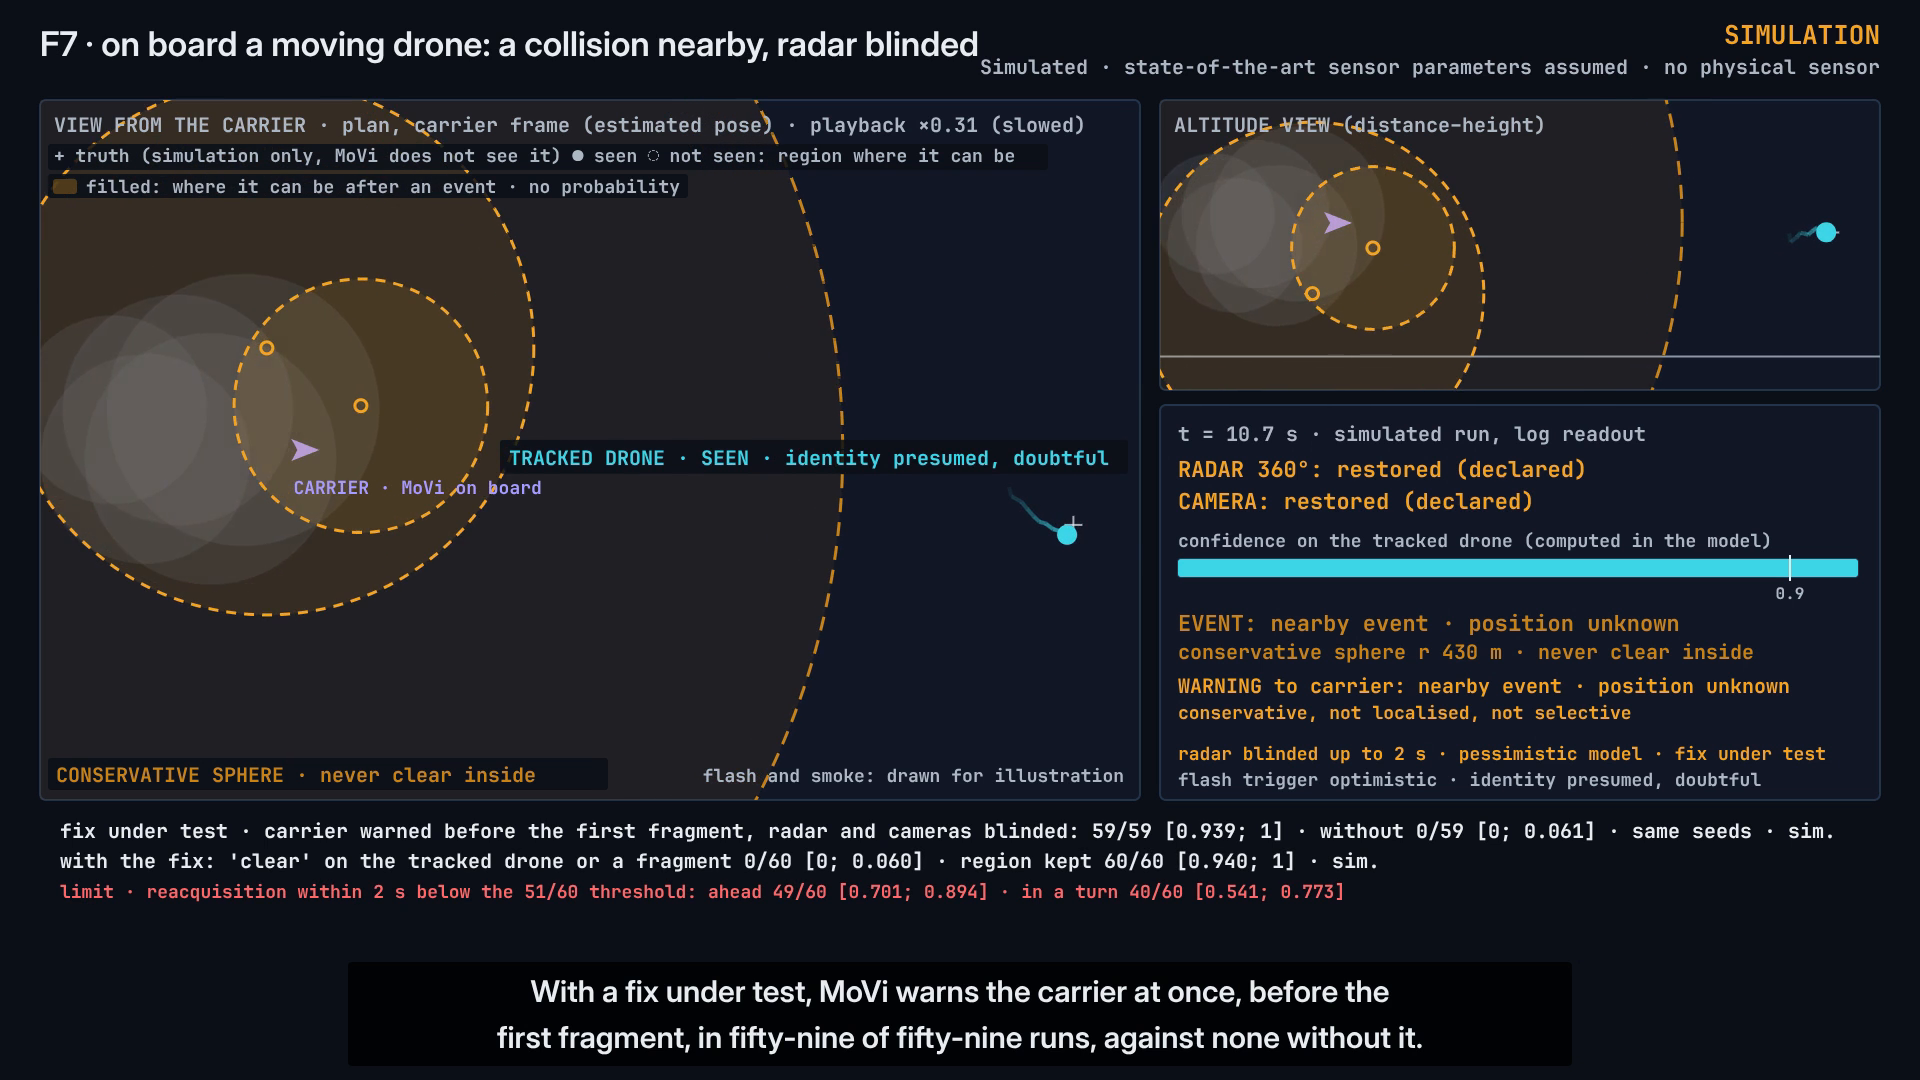 F7 · on board a moving drone: a collision nearby, radar blinded
SIMULATION
Simulated · state-of-the-art sensor parameters assumed · no physical sensor
VIEW FROM THE CARRIER · plan, carrier frame (estimated pose) · playback ×0.31 (slowed)
+ truth (simulation only, MoVi does not see it) ● seen ◌ not seen: region where it can be
filled: where it can be after an event · no probability
TRACKED DRONE · SEEN · identity presumed, doubtful
CARRIER · MoVi on board
CONSERVATIVE SPHERE · never clear inside
flash and smoke: drawn for illustration
ALTITUDE VIEW (distance-height)
t = 10.7 s · simulated run, log readout
RADAR 360°: restored (declared)
CAMERA: restored (declared)
confidence on the tracked drone (computed in the model)
0.9
EVENT: nearby event · position unknown
conservative sphere r 430 m · never clear inside
WARNING to carrier: nearby event · position unknown
conservative, not localised, not selective
radar blinded up to 2 s · pessimistic model · fix under test
flash trigger optimistic · identity presumed, doubtful
fix under test · carrier warned before the first fragment, radar and cameras blinded: 59/59 [0.939; 1] · without 0/59 [0; 0.061] · same seeds · sim.
with the fix: 'clear' on the tracked drone or a fragment 0/60 [0; 0.060] · region kept 60/60 [0.940; 1] · sim.
limit · reacquisition within 2 s below the 51/60 threshold: ahead 49/60 [0.701; 0.894] · in a turn 40/60 [0.541; 0.773]
With a fix under test, MoVi warns the carrier at once, before the
first fragment, in fifty-nine of fifty-nine runs, against none without it.